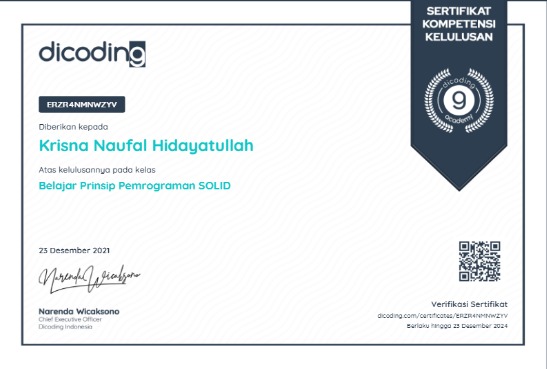 SERTIFIKAT
KOMPETENSI
KELULUSAN
dicoding
dicoding
academy
ERZR4NMNWZYV
Diberikan kepada
Krisna Naufal Hidayatullah
Atas kelulusannya pada kelas
Belajar Prinsip Pemrograman SOLID
23 Desember 2021
Narenda Wicaksono
Narenda Wicaksono
Chief Executive Officer
Dicoding Indonesia
Verifikasi Sertifikat
dicoding.com/certificates/ERZR4NMNWZYV
Berlaku hingga 23 Desember 2024